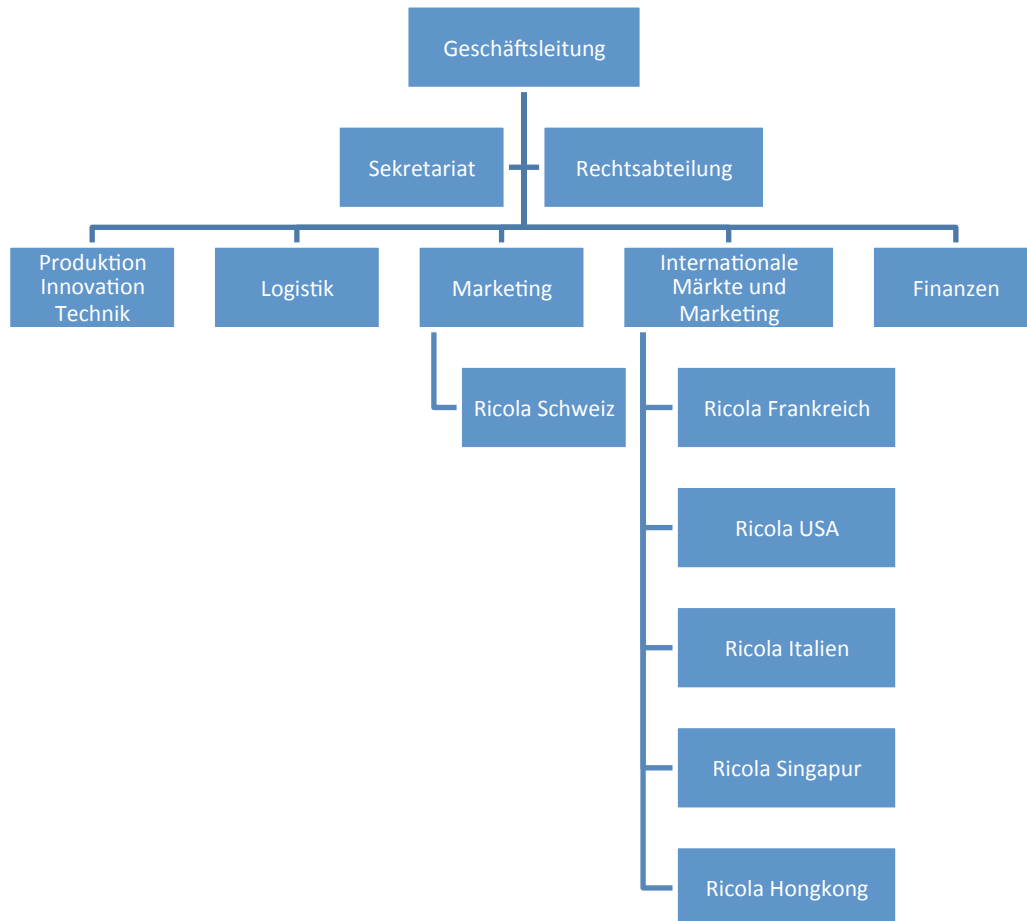 Geschäftsleitung
Sekretariat
Rechtsabteilung
Produktion
Innovation
Technik
Logistik
Marketing
Internationale
Märkte und
Marketing
Finanzen
Ricola Schweiz
Ricola Frankreich
Ricola USA
Ricola Italien
Ricola Singapur
Ricola Hongkong